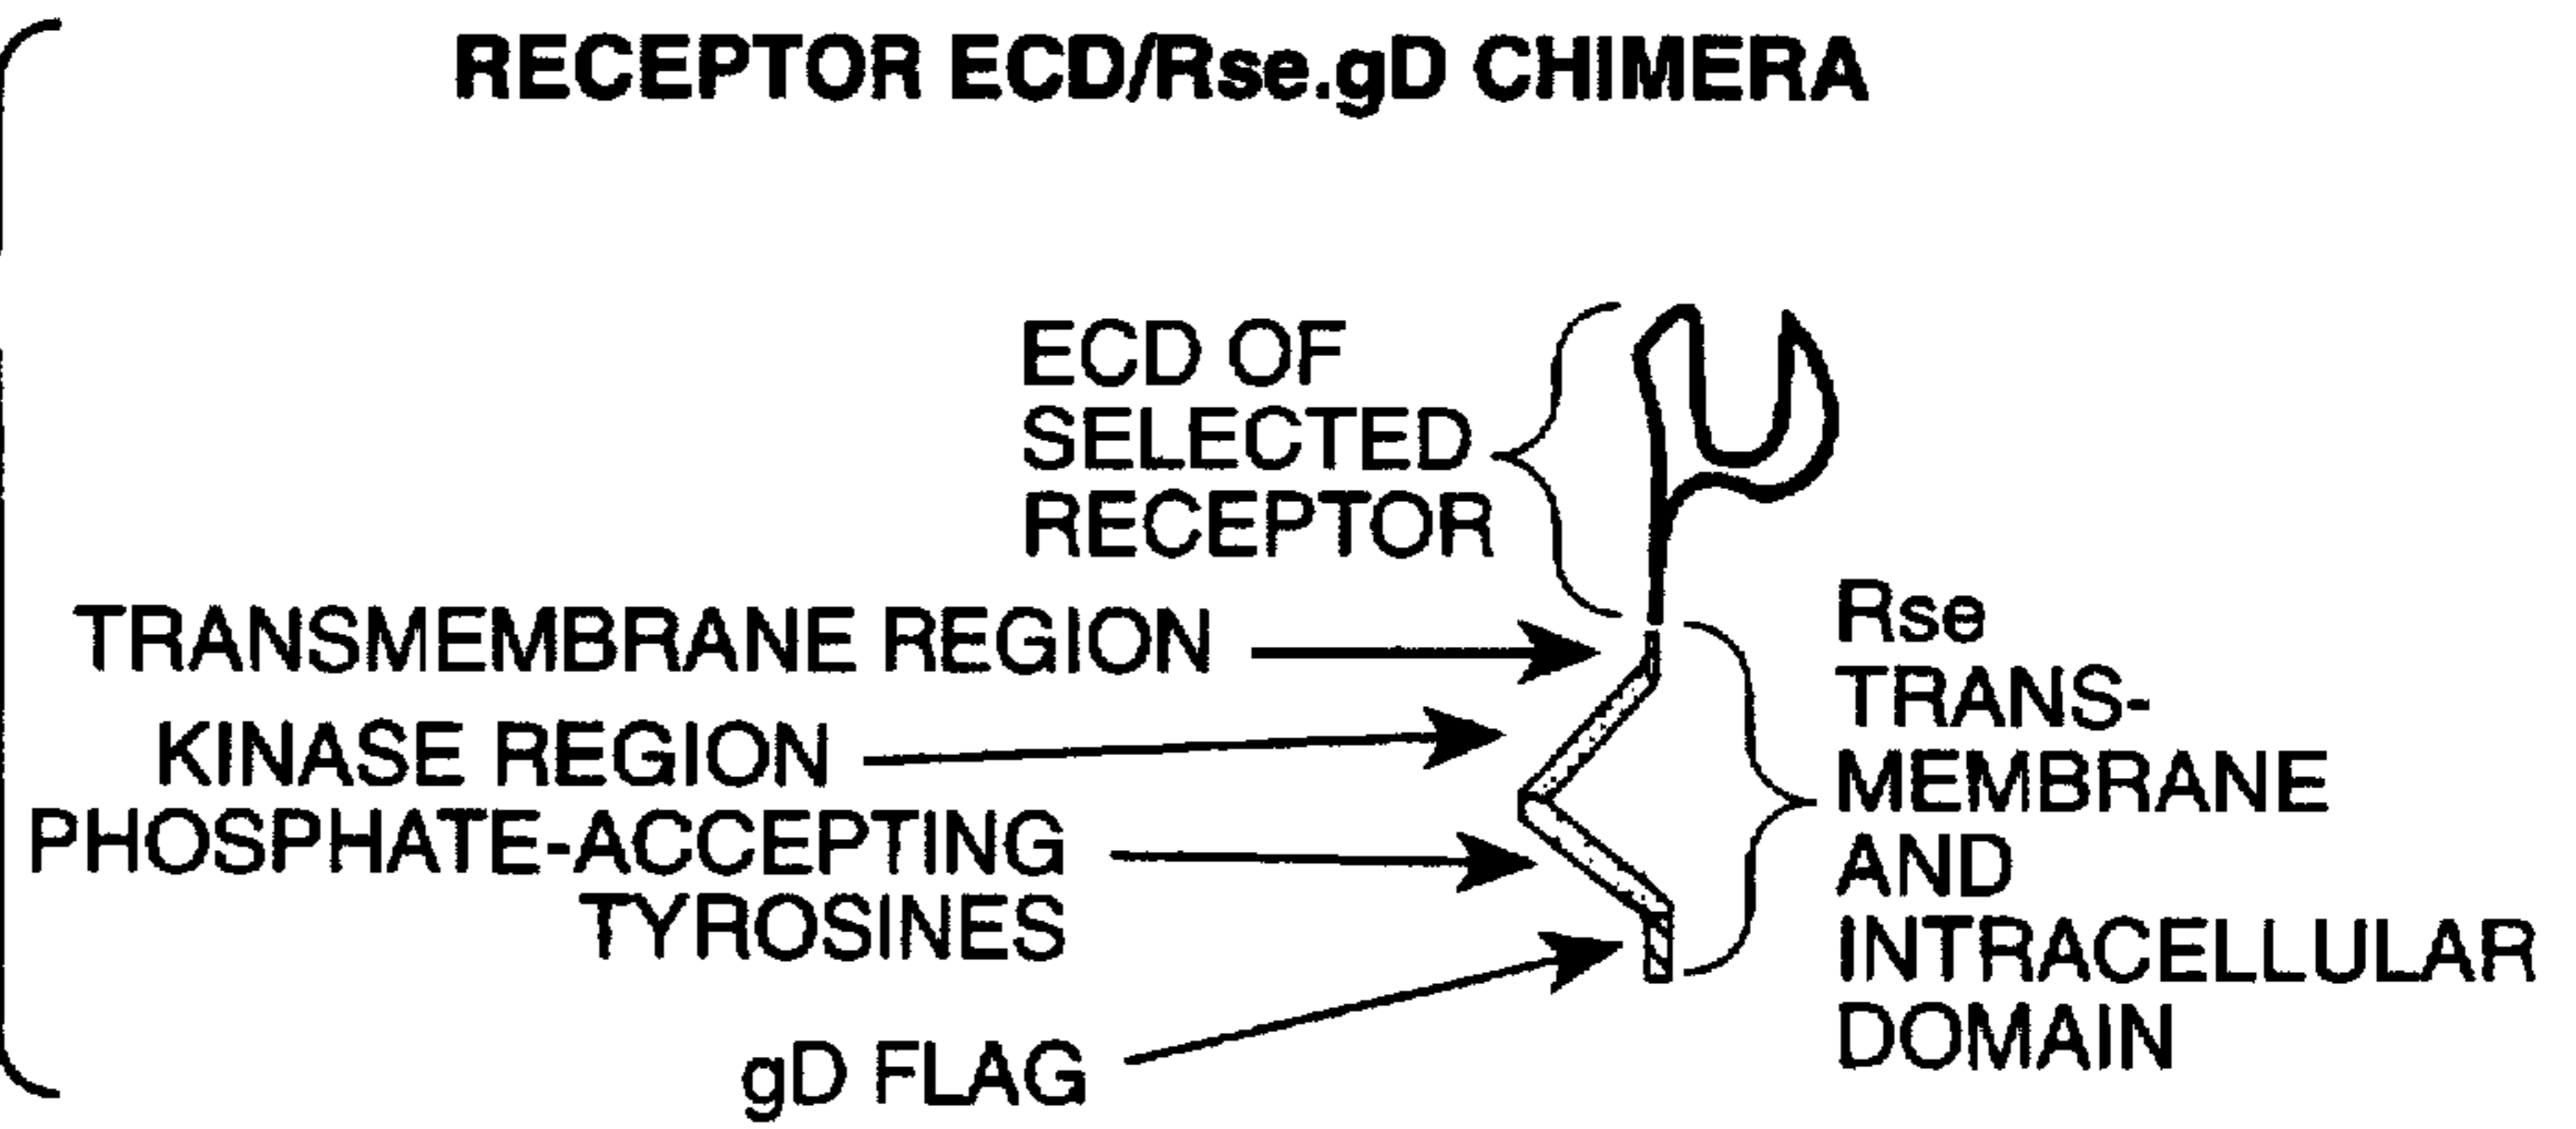 RECEPTOR ECD/Rse.gD CHIMERA
ECD OF
SELECTED
RECEPTOR
TRANSMEMBRANE REGION
KINASE REGION
PHOSPHATE-ACCEPTING
TYROSINES
gD FLAG
Rse
TRANS-
MEMBRANE
AND
INTRACELLULAR
DOMAIN